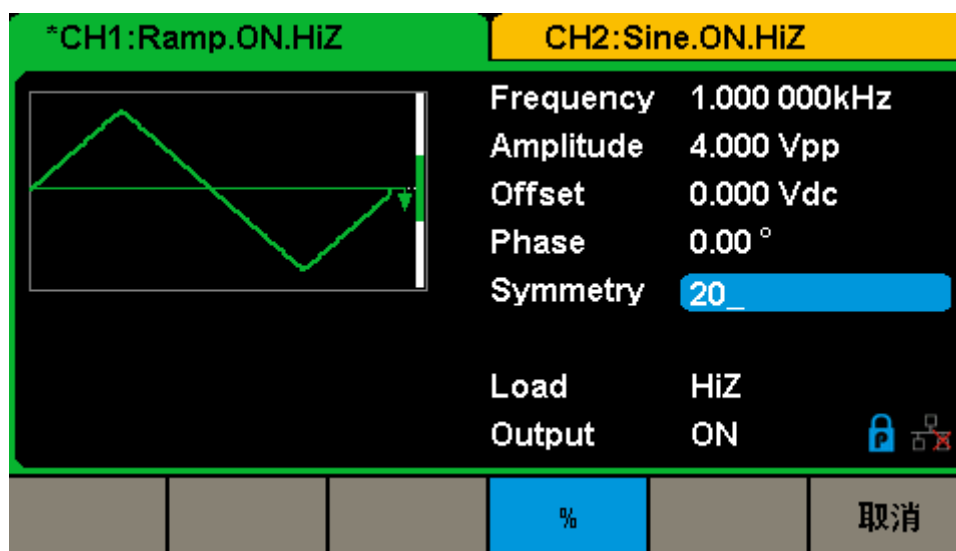 *CH1:Ramp.ON.HiZ
CH2:Sine.ON.HiZ
Frequency 1.000 000kHz
Amplitude 4.000 Vpp
Offset 0.000 Vdc
Phase 0.00 °
Symmetry 20_
Load HiZ
Output ON
P
% 取消